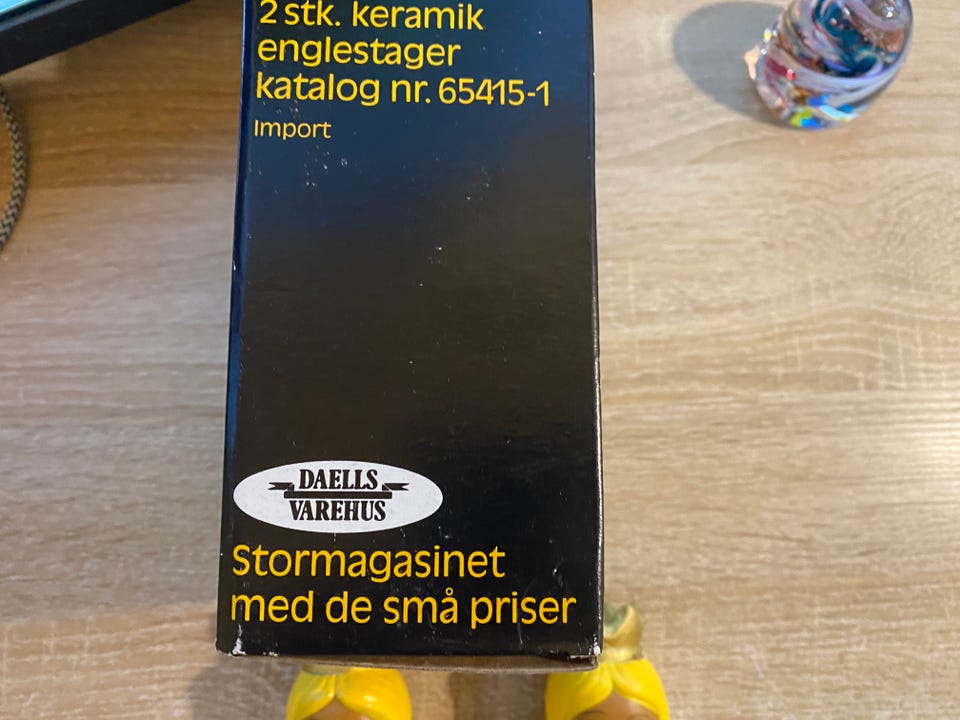 2 stk. keramik
englestager
katalog nr. 65415-1
Import
DAELLS
VAREHUS
Stormagasinet
med de små priser